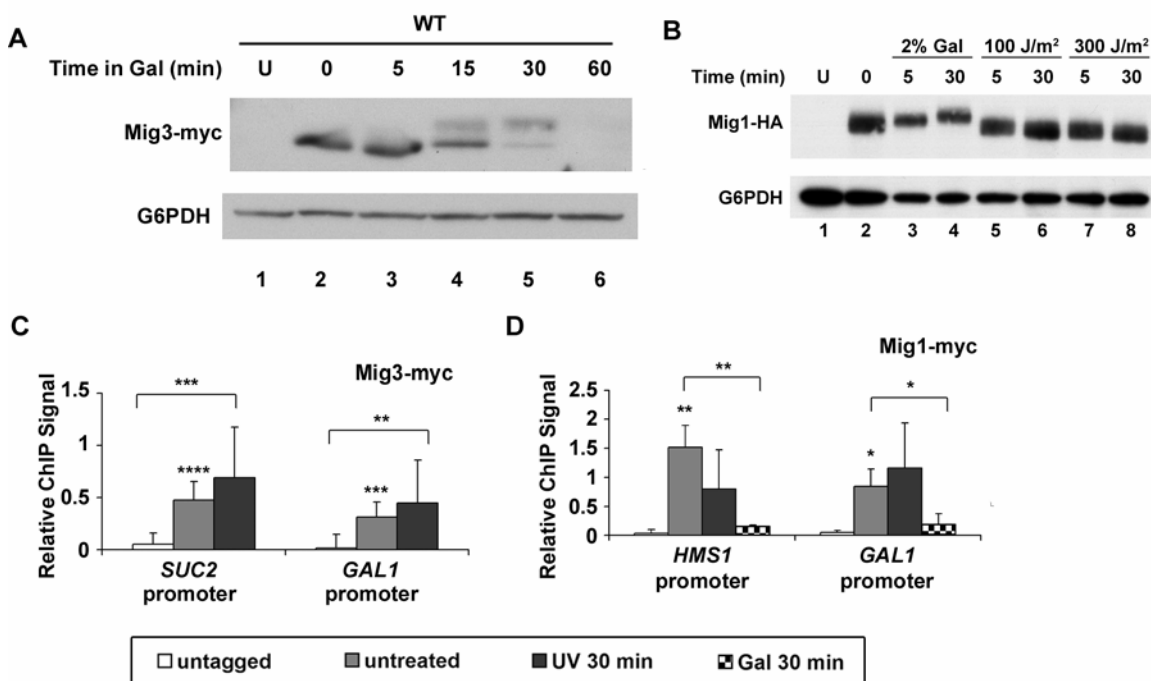 A
WT
Time in Gal (min) U 0 5 15 30 60
Mig3-myc
G6PDH
1 2 3 4 5 6
B
2% Gal 100 J/m² 300 J/m²
Time (min) U 0 5 30 5 30 5 30
Mig1-HA
G6PDH
1 2 3 4 5 6 7 8
C
Mig3-myc
Relative ChIP Signal
1.5
1
0.5
0
***
****
**
***
SUC2 promoter
GAL1 promoter
D
Mig1-myc
Relative ChIP Signal
2.5
2
1.5
1
0.5
0
**
**
*
*
HMS1 promoter
GAL1 promoter
untagged untreated UV 30 min Gal 30 min